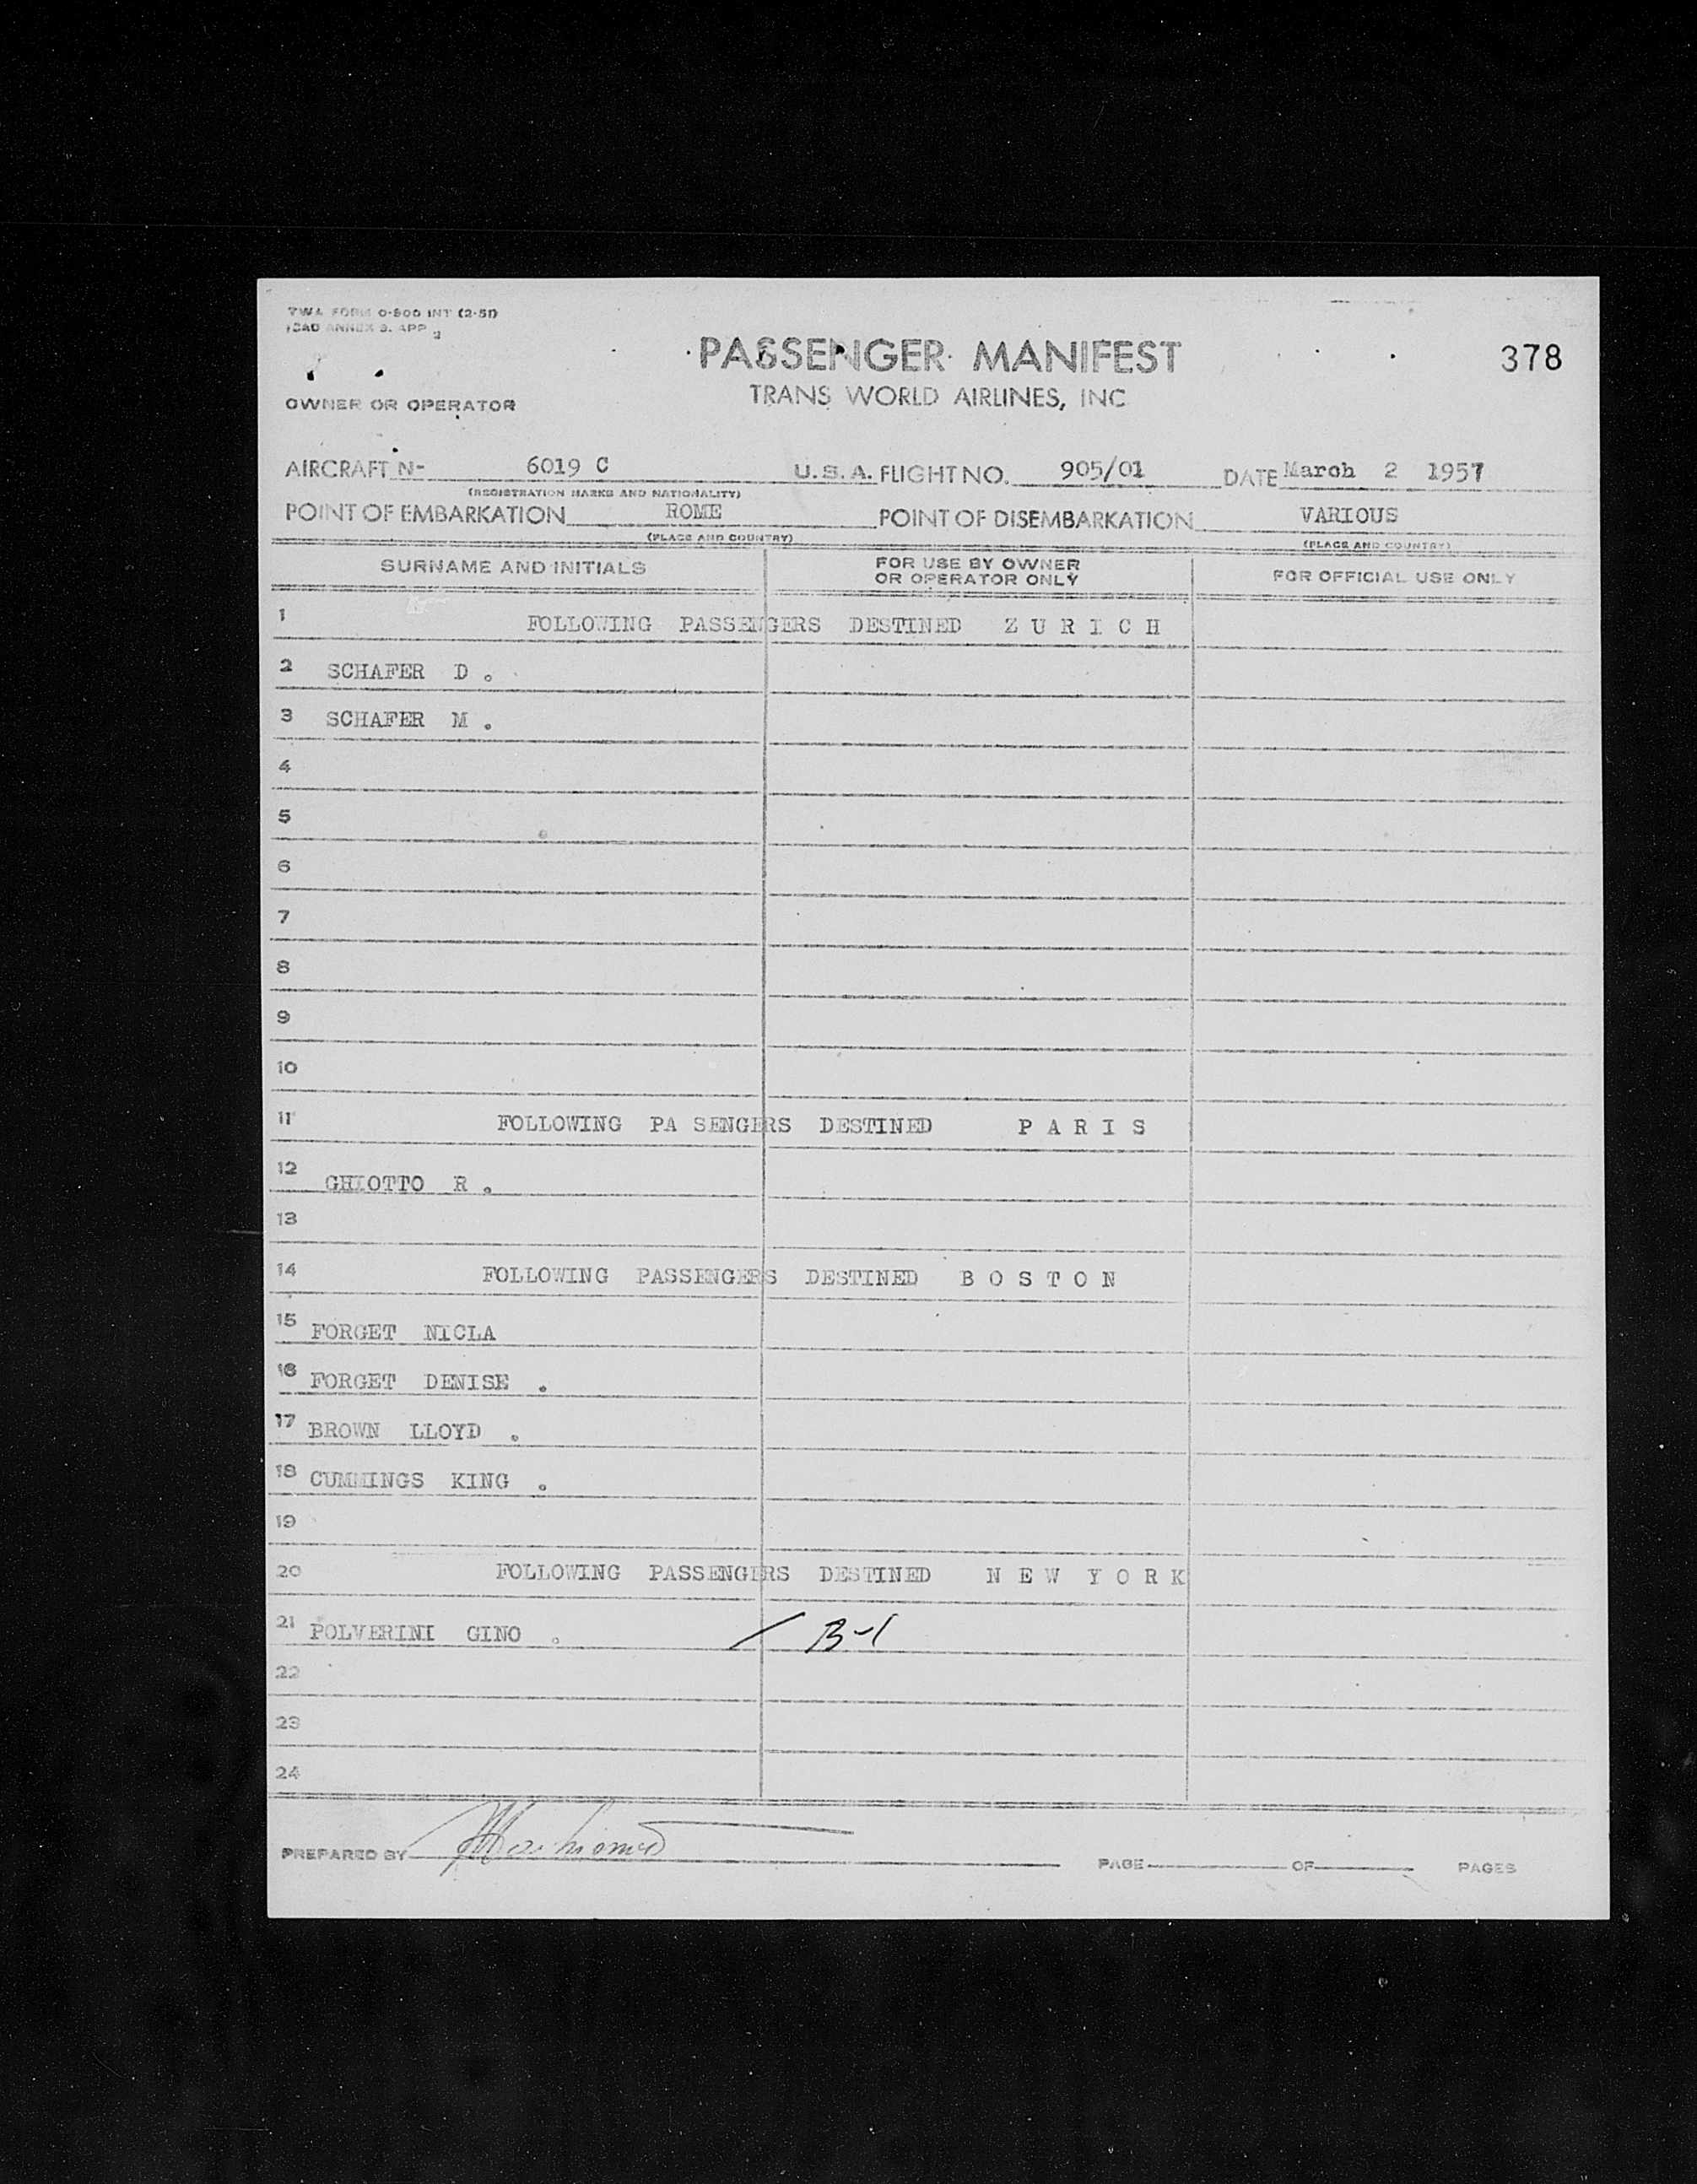 TWA FORM 0-800 INT (2-51)
ICAO ANNEX 9. APP 3
PASSENGER MANIFEST
378
TRANS WORLD AIRLINES, INC
OWNER OR OPERATOR
AIRCRAFT N- 6019 C U.S.A. FLIGHT NO. 905/01 DATE March 2 1957
(REGISTRATION MARKS AND NATIONALITY)
POINT OF EMBARKATION ROME POINT OF DISEMBARKATION VARIOUS
(PLACE AND COUNTRY) (PLACE AND COUNTRY)
SURNAME AND INITIALS FOR USE BY OWNER OR OPERATOR ONLY FOR OFFICIAL USE ONLY
1 FOLLOWING PASSENGERS DESTINED Z U R I C H
2 SCHAFER D .
3 SCHAFER M .
4
5
6
7
8
9
10
11 FOLLOWING PA SENGERS DESTINED P A R I S
12 GHIOTTO R .
13
14 FOLLOWING PASSENGERS DESTINED B O S T O N
15 FORGET NICLA
16 FORGET DENISE .
17 BROWN LLOYD .
18 CUMMINGS KING .
19
20 FOLLOWING PASSENGERS DESTINED N E W Y O R K
21 POLVERINI GINO . / B-1
22
23
24
PREPARED BY PAGE OF PAGES